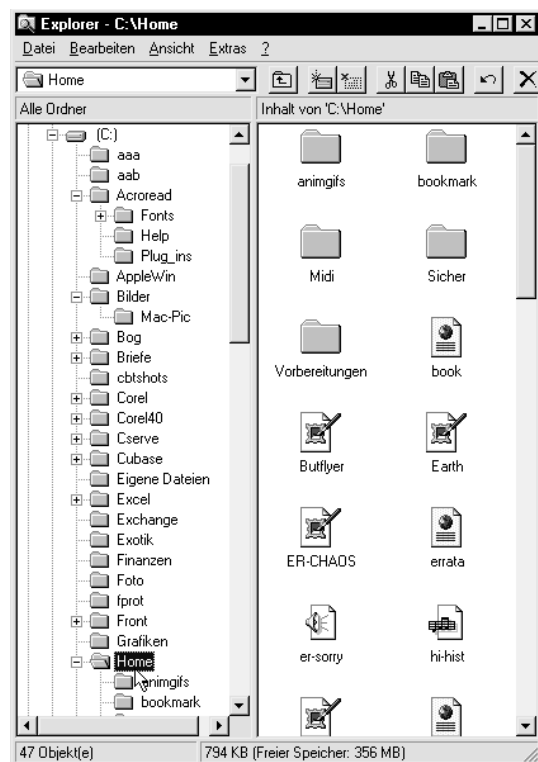 Explorer - C:\Home
Datei Bearbeiten Ansicht Extras ?
Home
Alle Ordner
Inhalt von 'C:\Home'
(C:)
aaa
aab
Acroread
Fonts
Help
Plug_ins
AppleWin
Bilder
Mac-Pic
Bog
Briefe
cbtshots
Corel
Corel40
Cserve
Cubase
Eigene Dateien
Excel
Exchange
Exotik
Finanzen
Foto
fprot
Front
Grafiken
Home
animgifs
bookmark
animgifs bookmark
Midi Sicher
Vorbereitungen book
Butflyer Earth
ER-CHAOS errata
er-sorry hi-hist
47 Objekt(e)
794 KB (Freier Speicher: 356 MB)